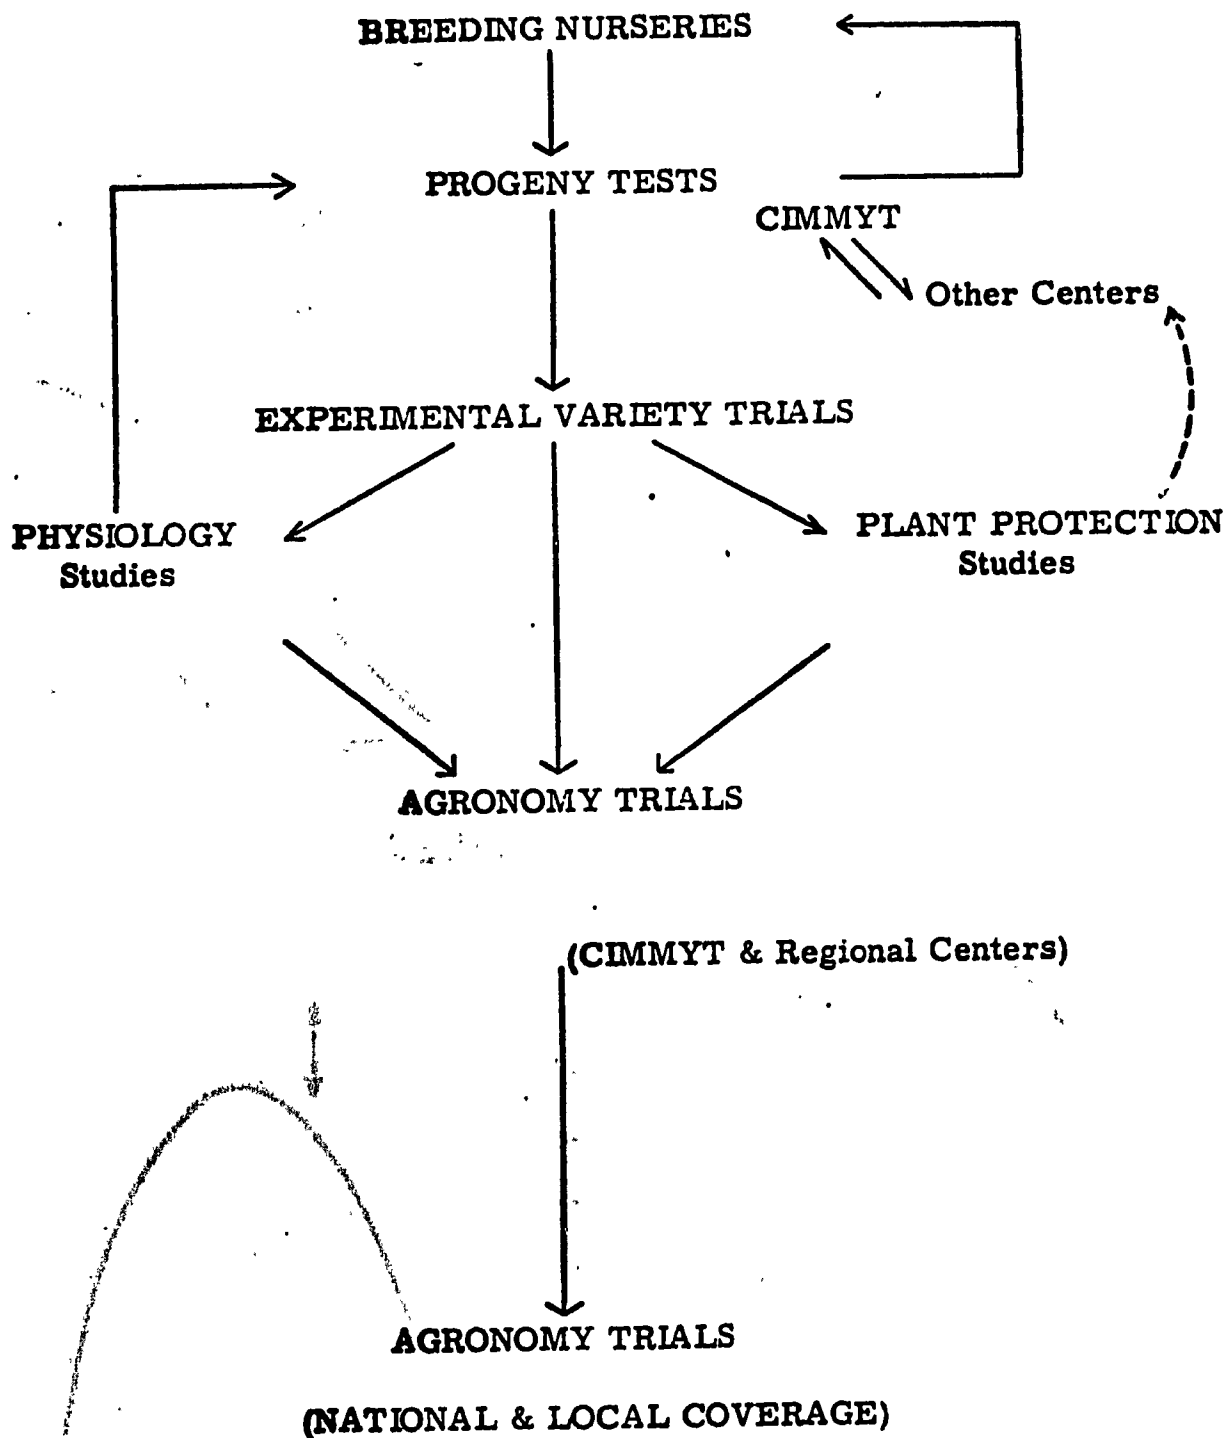 BREEDING NURSERIES
PROGENY TESTS
CIMMYT
Other Centers
EXPERIMENTAL VARIETY TRIALS
PHYSIOLOGY
Studies
PLANT PROTECTION
Studies
AGRONOMY TRIALS
(CIMMYT & Regional Centers)
AGRONOMY TRIALS
(NATIONAL & LOCAL COVERAGE)